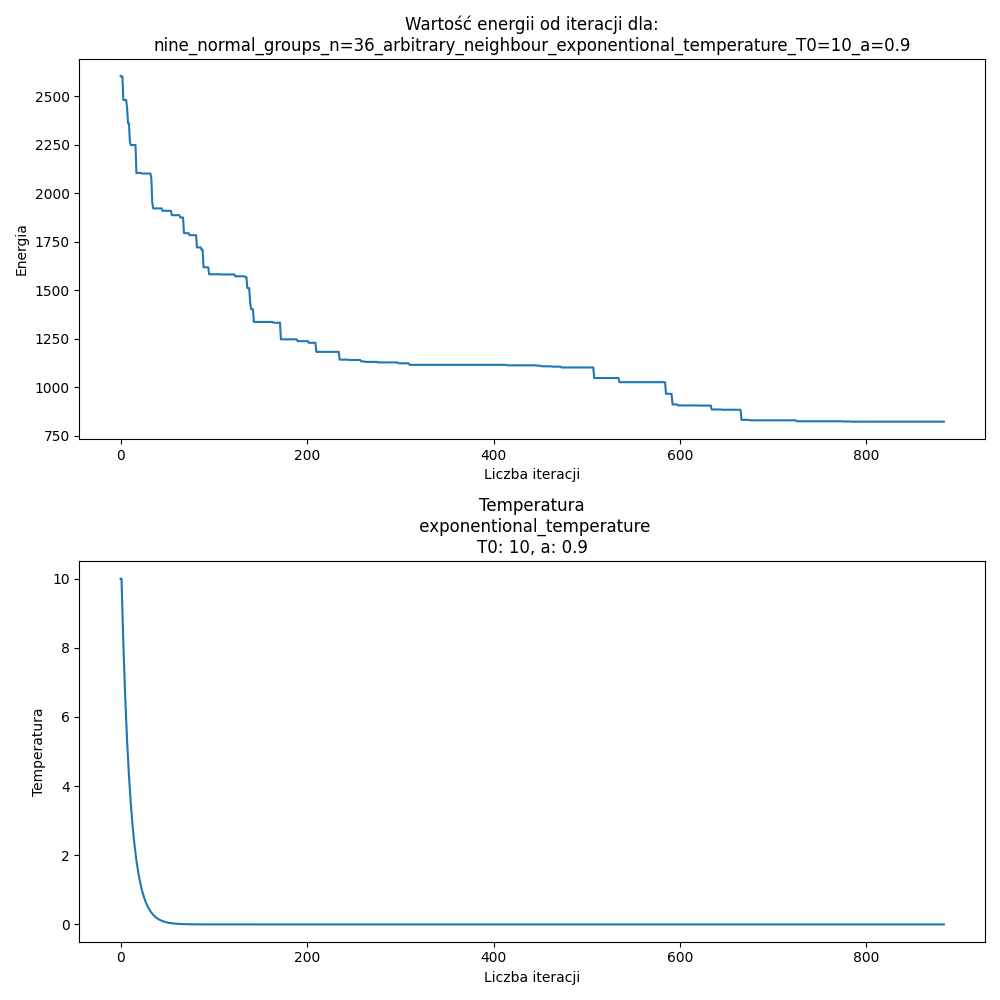 Wartość energii od iteracji dla:
nine_normal_groups_n=36_arbitrary_neighbour_exponentional_temperature_T0=10_a=0.9
2500
2250
2000
1750
1500
1250
1000
750
Energia
0 200 400 600 800
Liczba iteracji
Temperatura
exponentional_temperature
T0: 10, a: 0.9
10
8
6
4
2
0
Temperatura
0 200 400 600 800
Liczba iteracji